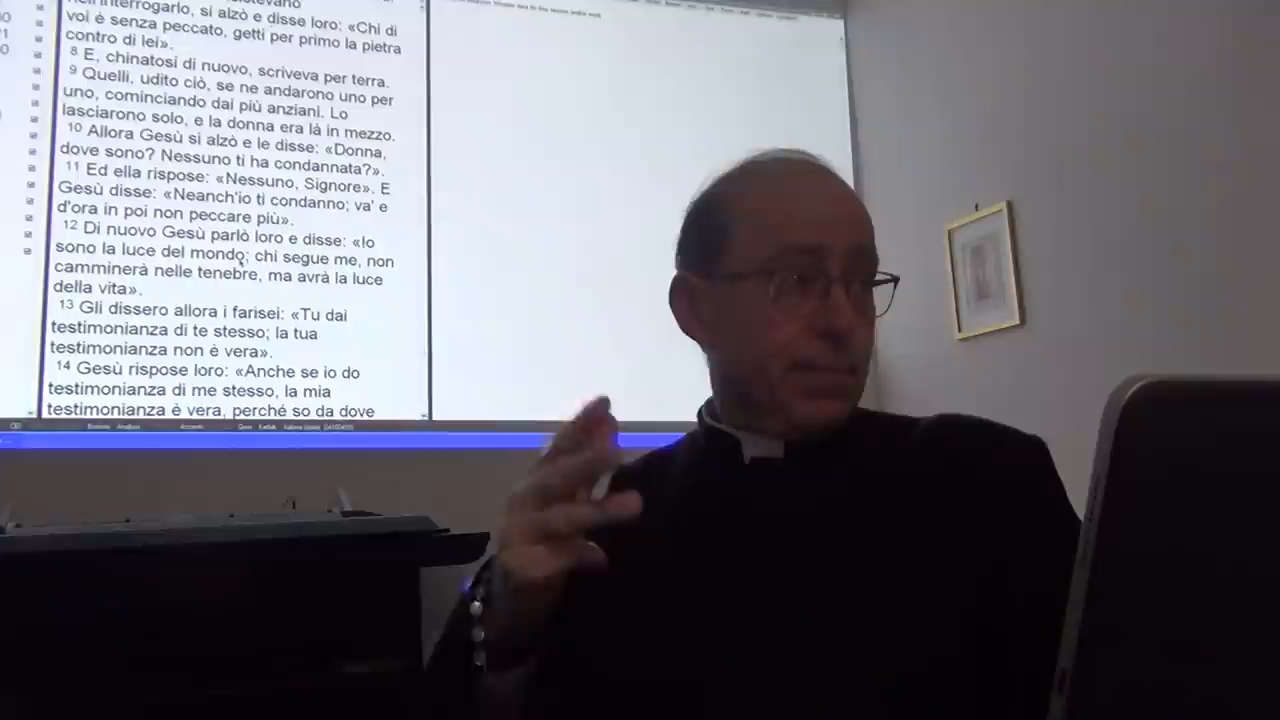 nell'interrogarlo, si alzò e disse loro: «Chi di
voi è senza peccato, getti per primo la pietra
contro di lei».
8 E, chinatosi di nuovo, scriveva per terra.
9 Quelli, udito ciò, se ne andarono uno per
uno, cominciando dai più anziani. Lo
lasciarono solo, e la donna era là in mezzo.
10 Allora Gesù si alzò e le disse: «Donna,
dove sono? Nessuno ti ha condannata?».
11 Ed ella rispose: «Nessuno, Signore». E
Gesù disse: «Neanch'io ti condanno; va' e
d'ora in poi non peccare più».
12 Di nuovo Gesù parlò loro e disse: «Io
sono la luce del mondo; chi segue me, non
camminerà nelle tenebre, ma avrà la luce
della vita».
13 Gli dissero allora i farisei: «Tu dai
testimonianza di te stesso; la tua
testimonianza non è vera».
14 Gesù rispose loro: «Anche se io do
testimonianza di me stesso, la mia
testimonianza è vera, perché so da dove